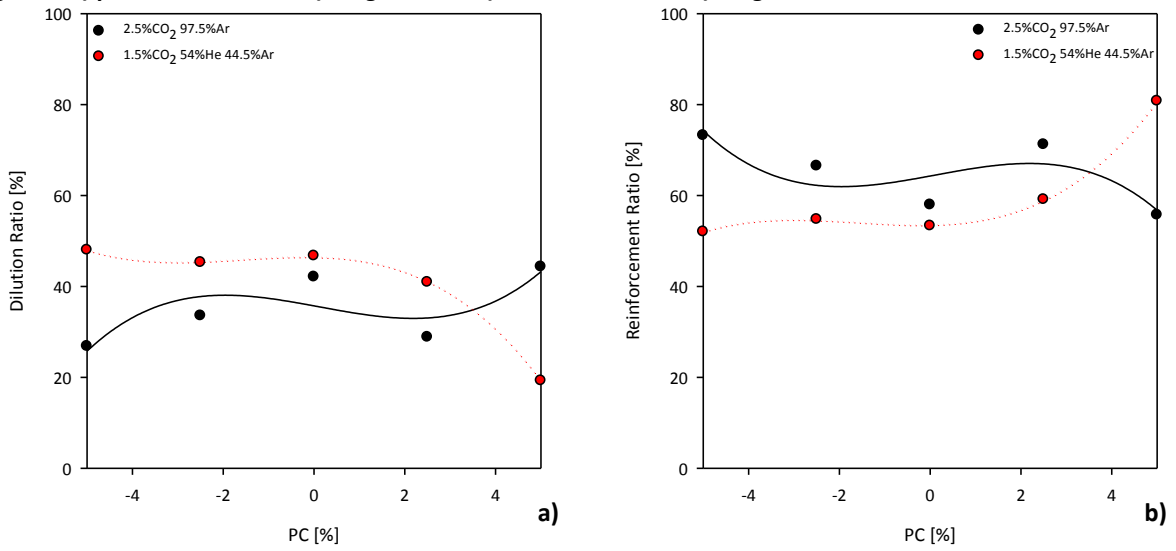 2.5%CO2 97.5%Ar
1.5%CO2 54%He 44.5%Ar
Dilution Ratio [%]
100
80
60
40
20
0
-4 -2 0 2 4
PC [%]
a)
2.5%CO2 97.5%Ar
1.5%CO2 54%He 44.5%Ar
Reinforcement Ratio [%]
100
80
60
40
20
0
-4 -2 0 2 4
PC [%]
b)